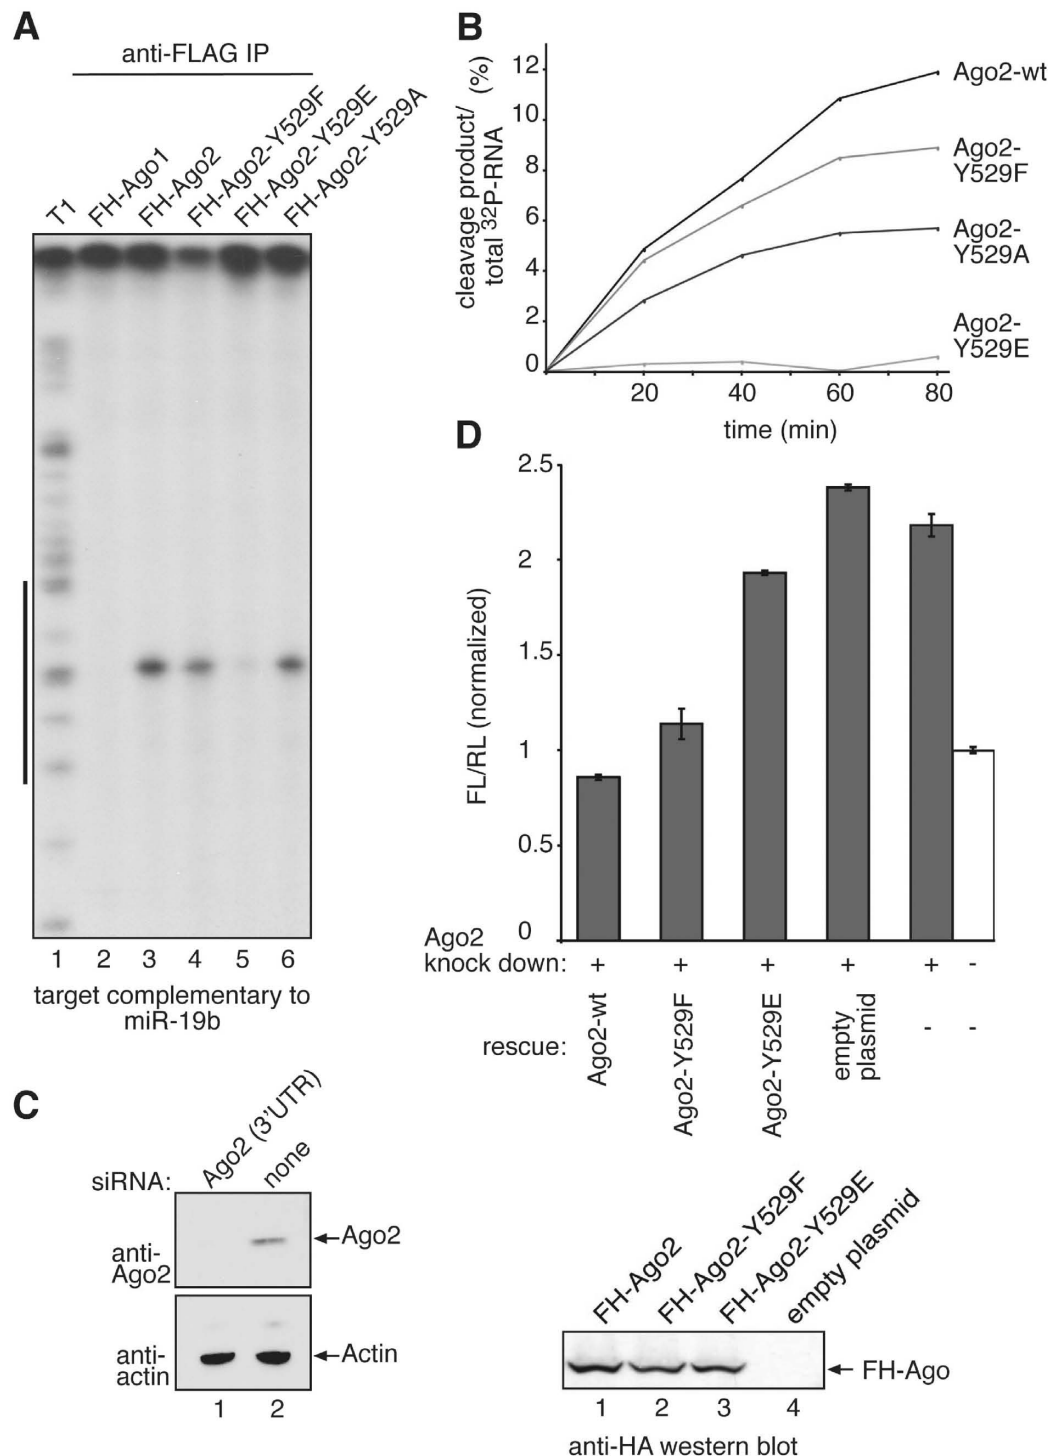 A
anti-FLAG IP
T1
FH-Ago1
FH-Ago2
FH-Ago2-Y529F
FH-Ago2-Y529E
FH-Ago2-Y529A
1 2 3 4 5 6
target complementary to
miR-19b
B
cleavage product/
total 32P-RNA (%)
12
10
8
6
4
2
0
20 40 60 80
time (min)
Ago2-wt
Ago2-
Y529F
Ago2-
Y529A
Ago2-
Y529E
D
FL/RL (normalized)
2.5
2
1.5
1
0.5
0
Ago2
knock down: + + + + + -
rescue:
Ago2-wt
Ago2-Y529F
Ago2-Y529E
empty
plasmid
- -
C
siRNA:
Ago2 (3'UTR)
none
anti-
Ago2
Ago2
anti-
actin
Actin
1 2
FH-Ago2
FH-Ago2-Y529F
FH-Ago2-Y529E
empty plasmid
FH-Ago
1 2 3 4
anti-HA western blot